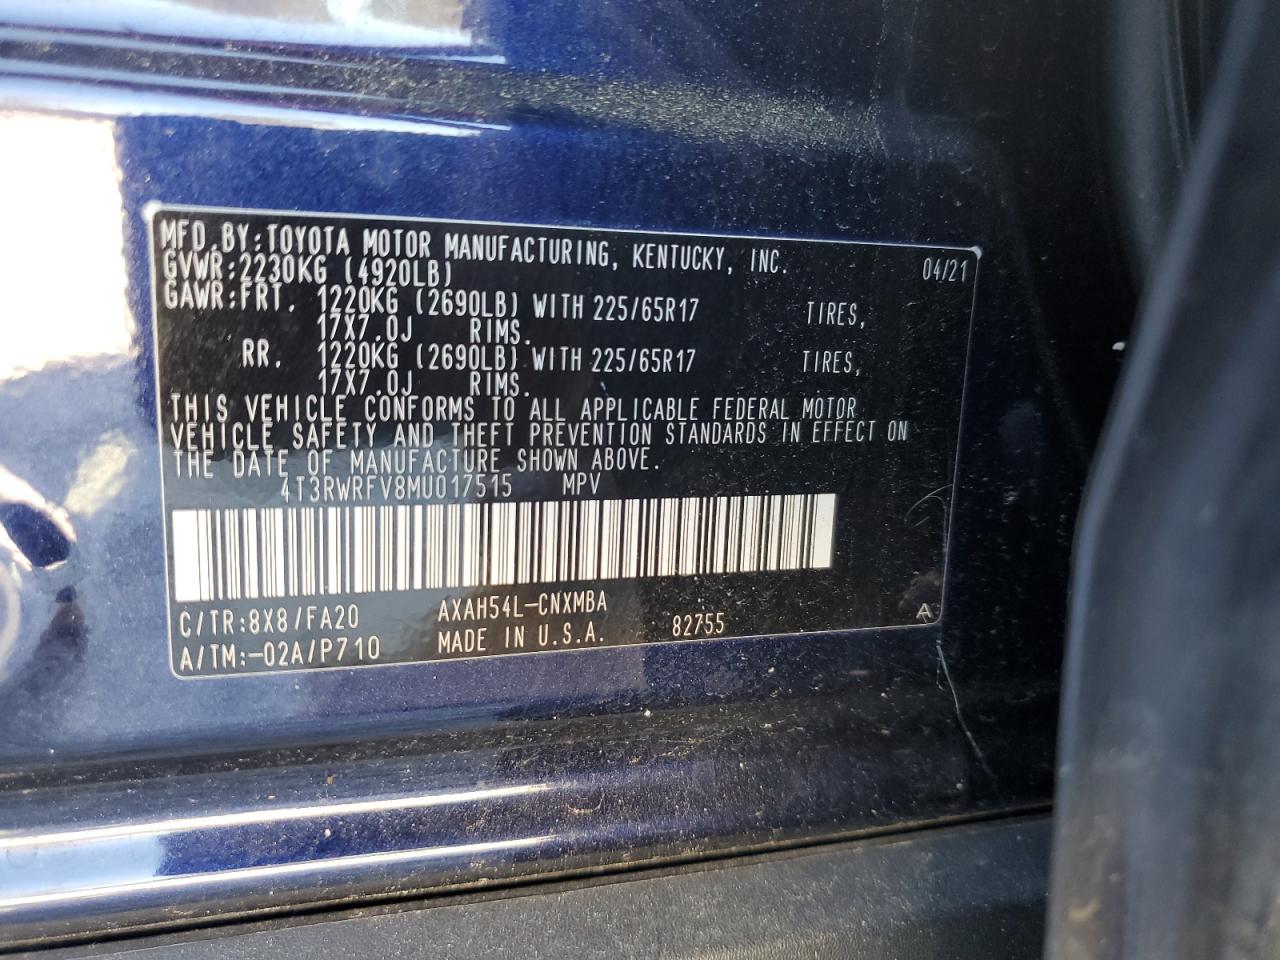 MFD.BY:TOYOTA MOTOR MANUFACTURING, KENTUCKY, INC. 04/21
GVWR:2230KG (4920LB)
GAWR:FRT. 1220KG (2690LB) WITH 225/65R17 TIRES,
17X7.0J RIMS.
RR. 1220KG (2690LB) WITH 225/65R17 TIRES,
17X7.0J RIMS.
THIS VEHICLE CONFORMS TO ALL APPLICABLE FEDERAL MOTOR
VEHICLE SAFETY AND THEFT PREVENTION STANDARDS IN EFFECT ON
THE DATE OF MANUFACTURE SHOWN ABOVE.
4T3RWRFV8MU017515 MPV
C/TR:8X8/FA20 AXAH54L-CNXMBA
A/TM:-02A/P710 MADE IN U.S.A. 82755 A